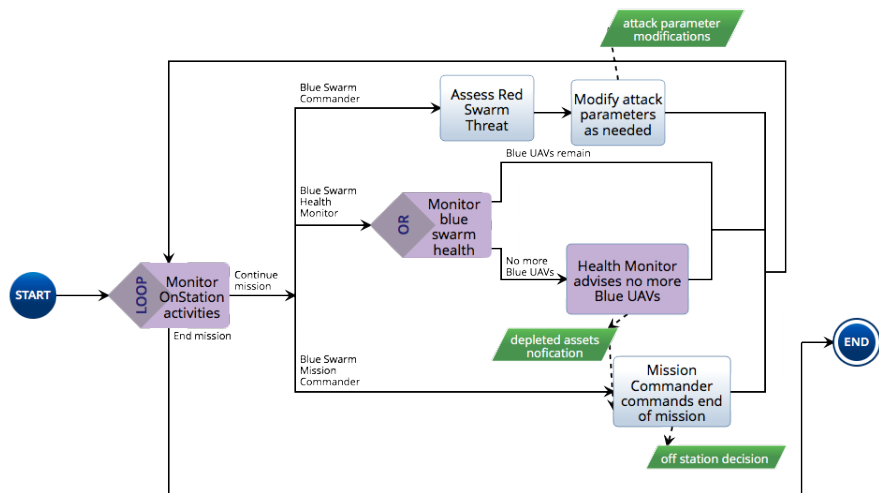 attack parameter
modifications
Blue Swarm
Commander
Assess Red
Swarm
Threat
Modify attack
parameters
as needed
Blue UAVs remain
Blue Swarm
Health
Monitor
OR
Monitor
blue
swarm
health
No more
Blue UAVs
Health Monitor
advises no more
Blue UAVs
START
LOOP
Monitor
OnStation
activities
Continue
mission
End mission
depleted assets
nofication
END
Blue Swarm
Mission
Commander
Mission
Commander
commands end
of mission
off station decision